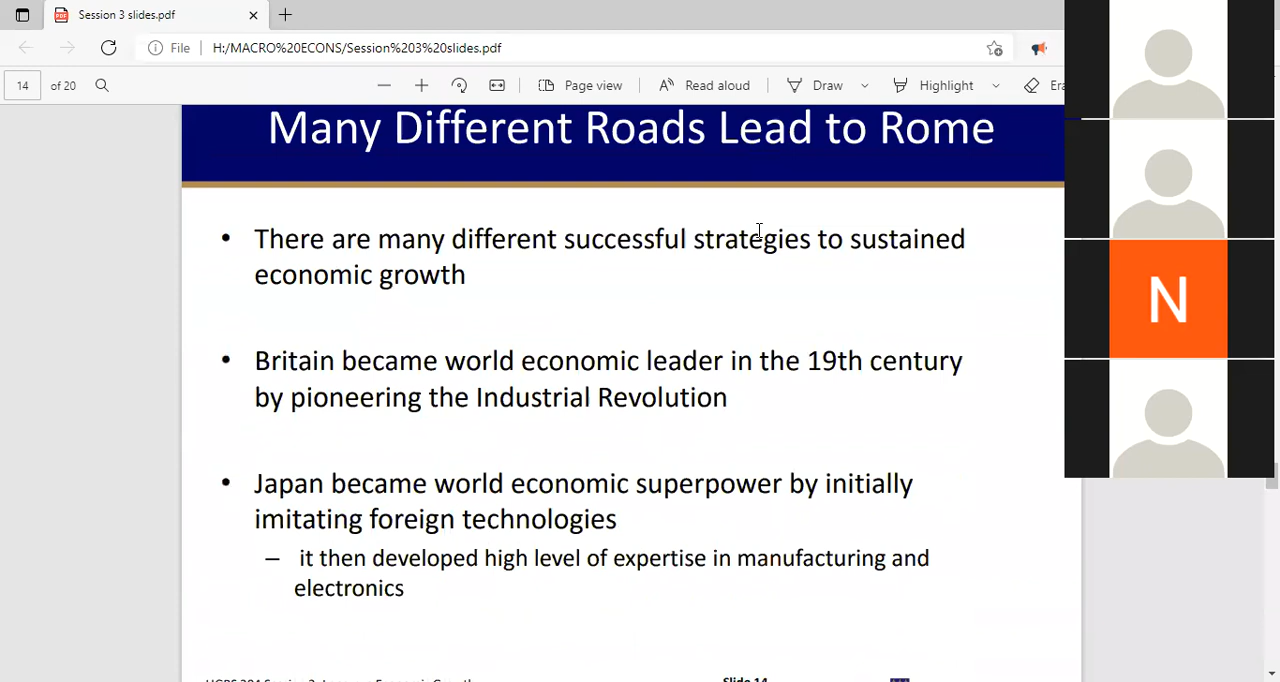 Session 3 slides.pdf
File H:/MACRO%20ECONS/Session%203%20slides.pdf
14 of 20 Page view Read aloud Draw Highlight
Many Different Roads Lead to Rome
• There are many different successful strategies to sustained
economic growth
• Britain became world economic leader in the 19th century
by pioneering the Industrial Revolution
• Japan became world economic superpower by initially
imitating foreign technologies
– it then developed high level of expertise in manufacturing and
electronics
Slide 14
N